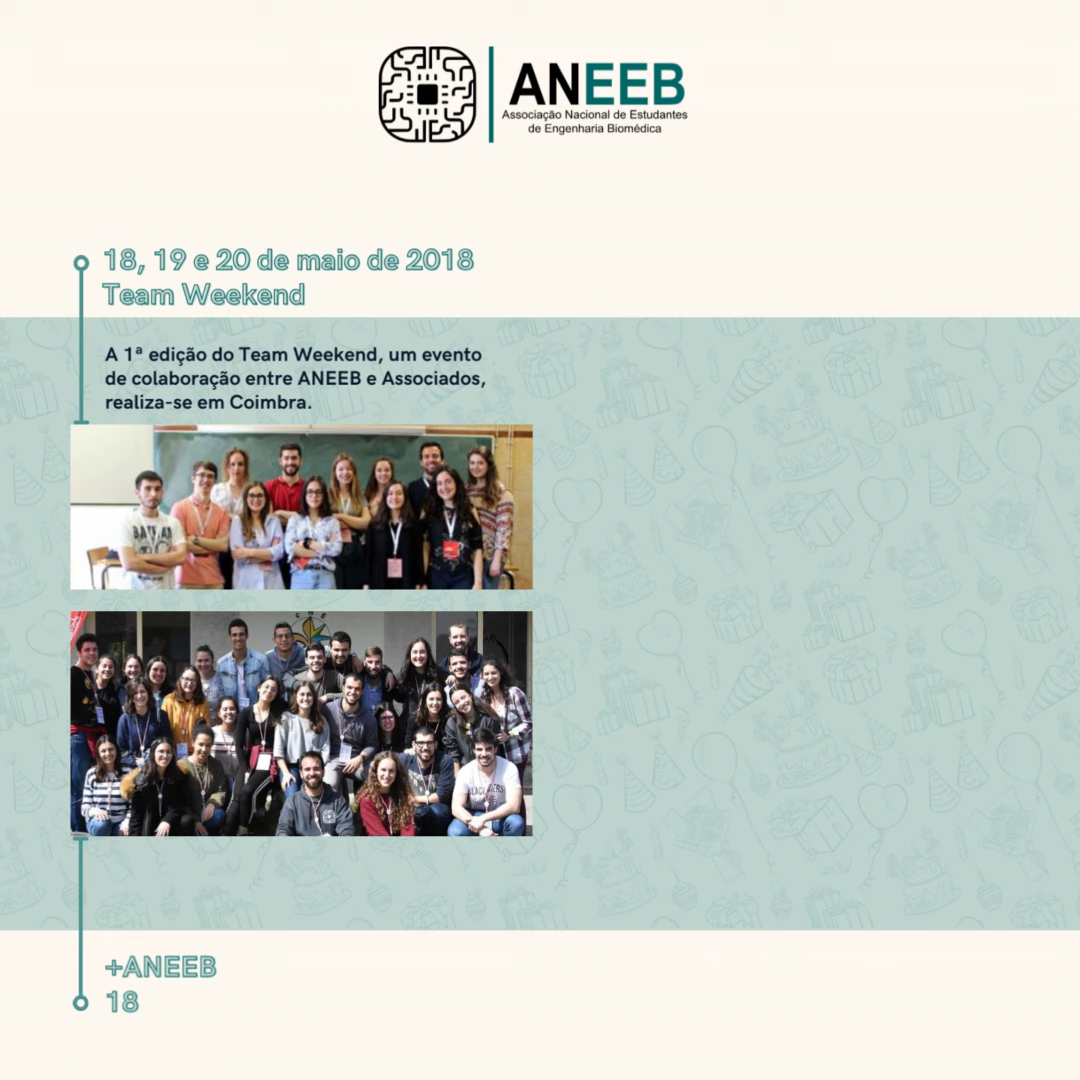 ANEEB
Associação Nacional de Estudantes
de Engenharia Biomédica
18, 19 e 20 de maio de 2018
Team Weekend
A 1ª edição do Team Weekend, um evento
de colaboração entre ANEEB e Associados,
realiza-se em Coimbra.
+ANEEB
18